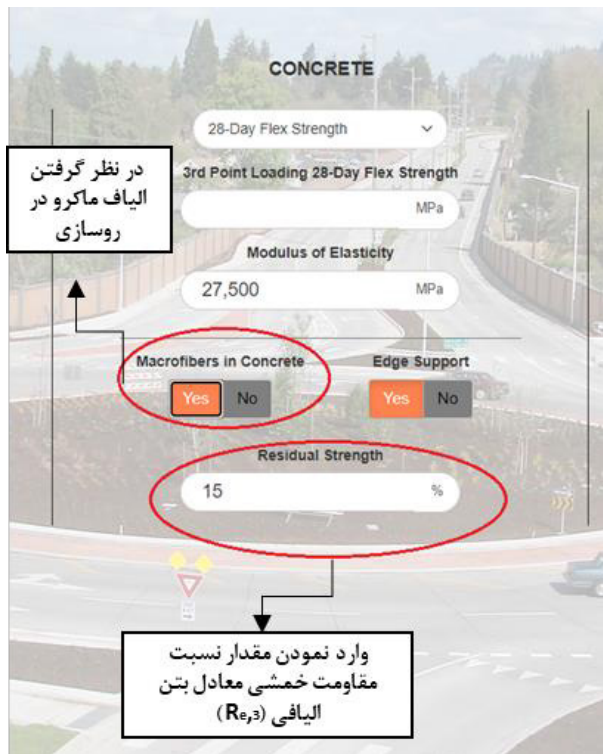 CONCRETE
28-Day Flex Strength
در نظر گرفتن
الیاف ماکرو در
روسازی
3rd Point Loading 28-Day Flex Strength
MPa
Modulus of Elasticity
27,500 MPa
Macrofibers in Concrete Edge Support
Yes No Yes No
Residual Strength
15 %
وارد نمودن مقدار نسبت
مقاومت خمشی معادل بتن
الیافی (Re,3)